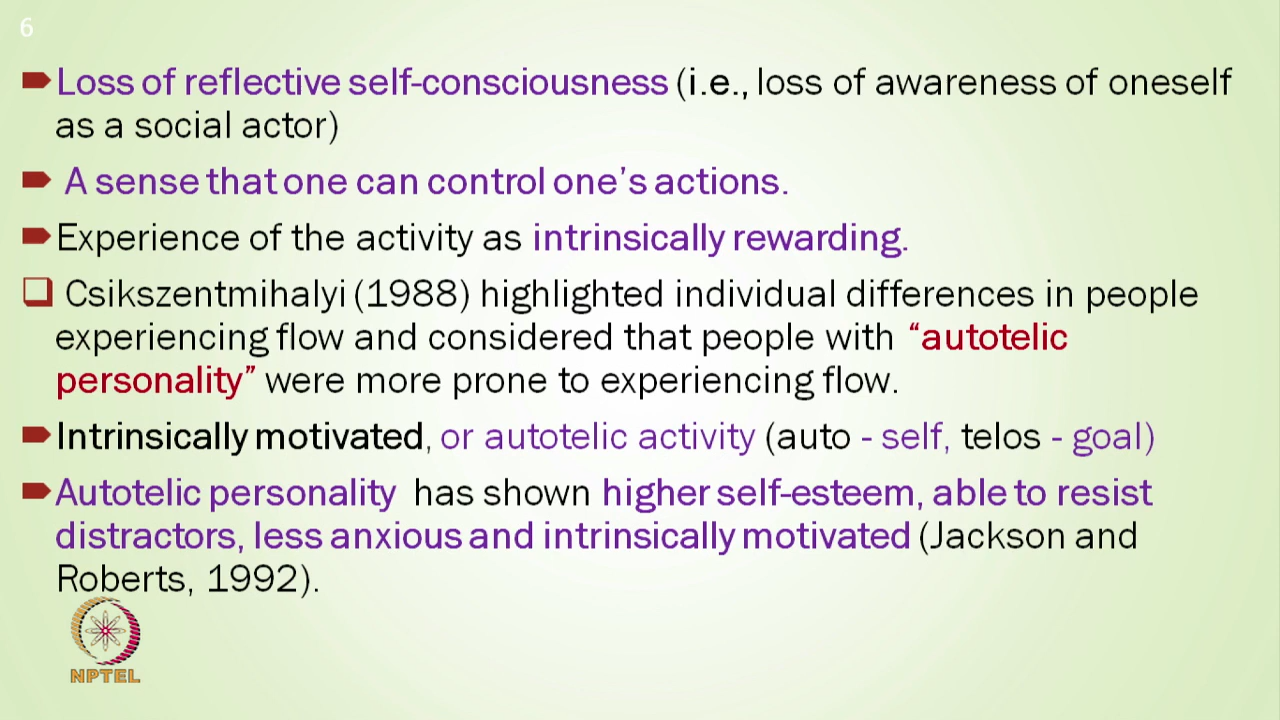 6
Loss of reflective self-consciousness (i.e., loss of awareness of oneself
as a social actor)
A sense that one can control one's actions.
Experience of the activity as intrinsically rewarding.
Csikszentmihalyi (1988) highlighted individual differences in people
experiencing flow and considered that people with "autotelic
personality" were more prone to experiencing flow.
Intrinsically motivated, or autotelic activity (auto - self, telos - goal)
Autotelic personality has shown higher self-esteem, able to resist
distractors, less anxious and intrinsically motivated (Jackson and
Roberts, 1992).
NPTEL